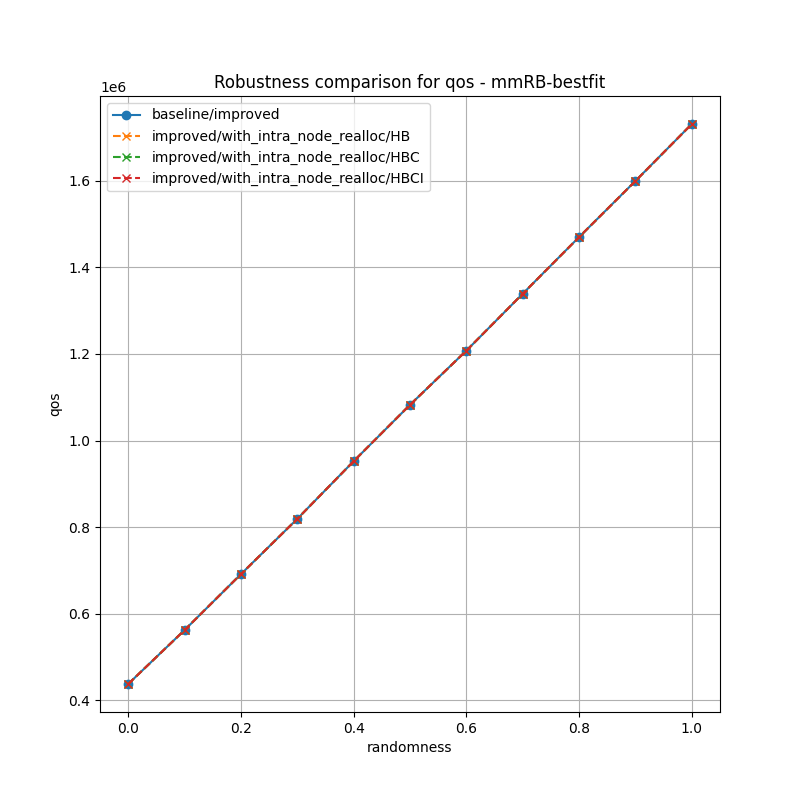 Robustness comparison for qos - mmRB-bestfit
1e6
baseline/improved
improved/with_intra_node_realloc/HB
improved/with_intra_node_realloc/HBC
improved/with_intra_node_realloc/HBCI
1.6
1.4
1.2
1.0
0.8
0.6
0.4
qos
0.0 0.2 0.4 0.6 0.8 1.0
randomness